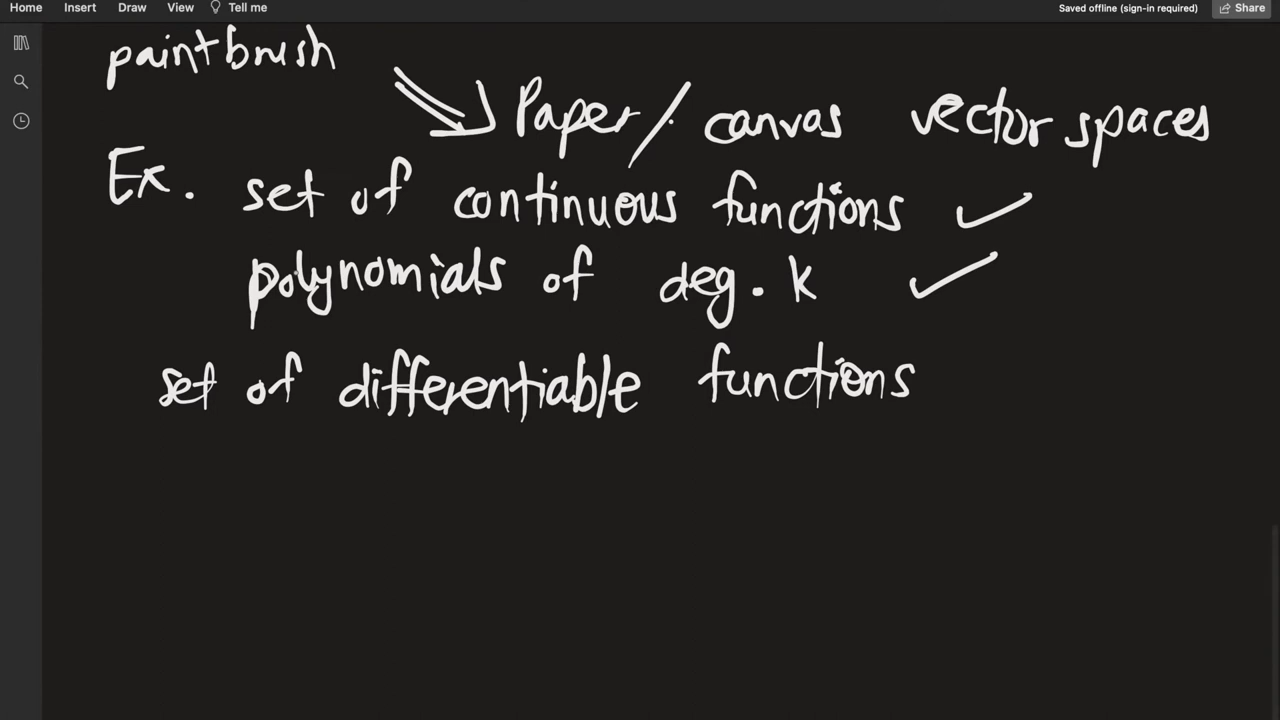 Home Insert Draw View Tell me Saved offline (sign-in required) Share
paintbrush
Paper/canvas vector spaces
Ex. set of continuous functions ✓
polynomials of deg. k ✓
set of differentiable functions